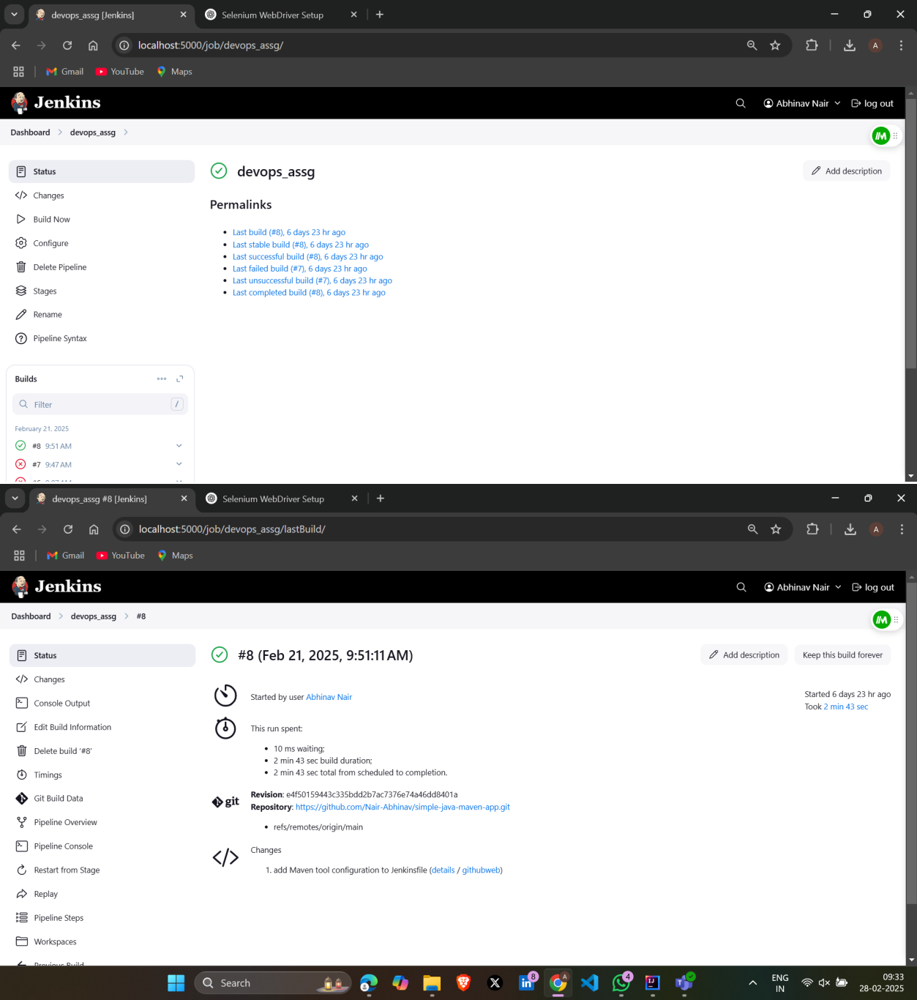 devops_assg [Jenkins]
Selenium WebDriver Setup
localhost:5000/job/devops_assg/
A
Gmail
YouTube
Maps
Jenkins
Abhinav Nair
log out
Dashboard
devops_assg
Status
devops_assg
Add description
Changes
Build Now
Configure
Delete Pipeline
Stages
Rename
Pipeline Syntax
Permalinks
Last build (#8), 6 days 23 hr ago
Last stable build (#8), 6 days 23 hr ago
Last successful build (#8), 6 days 23 hr ago
Last failed build (#7), 6 days 23 hr ago
Last unsuccessful build (#7), 6 days 23 hr ago
Last completed build (#8), 6 days 23 hr ago
Builds
Filter
/
February 21, 2025
#8 9:51 AM
#7 9:47 AM
devops_assg #8 [Jenkins]
Selenium WebDriver Setup
localhost:5000/job/devops_assg/lastBuild/
A
Gmail
YouTube
Maps
Jenkins
Abhinav Nair
log out
Dashboard
devops_assg
#8
Status
Changes
Console Output
Edit Build Information
Delete build '#8'
Timings
Git Build Data
Pipeline Overview
Pipeline Console
Restart from Stage
Replay
Pipeline Steps
Workspaces
Previous Build
#8 (Feb 21, 2025, 9:51:11 AM)
Add description
Keep this build forever
Started by user Abhinav Nair
Started 6 days 23 hr ago
Took 2 min 43 sec
This run spent:
10 ms waiting;
2 min 43 sec build duration;
2 min 43 sec total from scheduled to completion.
git
Revision: e4f50159443c335bdd2b7ac7376e74a46dd8401a
Repository: https://github.com/Nair-Abhinav/simple-java-maven-app.git
refs/remotes/origin/main
Changes
1. add Maven tool configuration to Jenkinsfile (details / githubweb)
Search
8
A
4
ENG
IN
09:33
28-02-2025